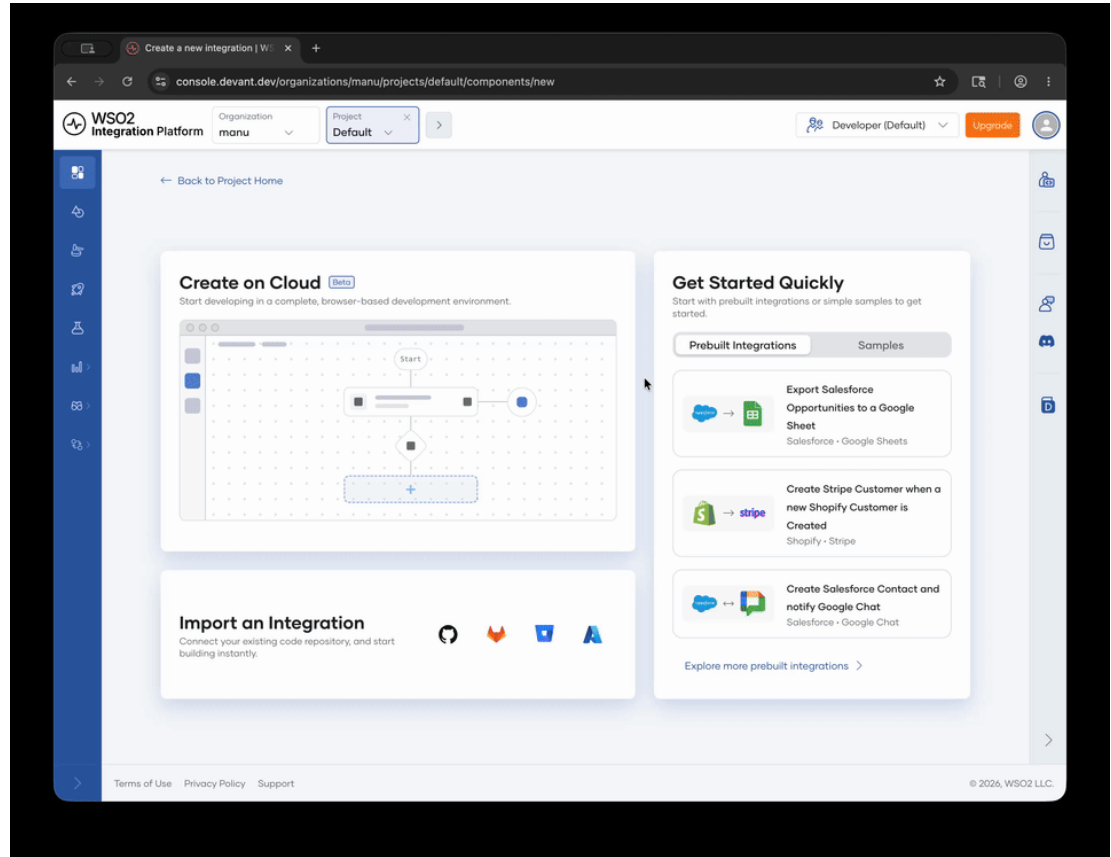 Create a new integration | WS
console.devant.dev/organizations/manu/projects/default/components/new
WSO2
Integration Platform
Organization
manu
Project
Default
Developer (Default)
Upgrade
← Back to Project Home
Create on Cloud Beta
Start developing in a complete, browser-based development environment.
Start
Import an Integration
Connect your existing code repository, and start
building instantly.
Get Started Quickly
Start with prebuilt integrations or simple samples to get
started.
Prebuilt Integrations
Samples
salesforce
Export Salesforce
Opportunities to a Google
Sheet
Salesforce • Google Sheets
stripe
Create Stripe Customer when a
new Shopify Customer is
Created
Shopify • Stripe
salesforce
Create Salesforce Contact and
notify Google Chat
Salesforce • Google Chat
Explore more prebuilt integrations
Terms of Use Privacy Policy Support
© 2026, WSO2 LLC.